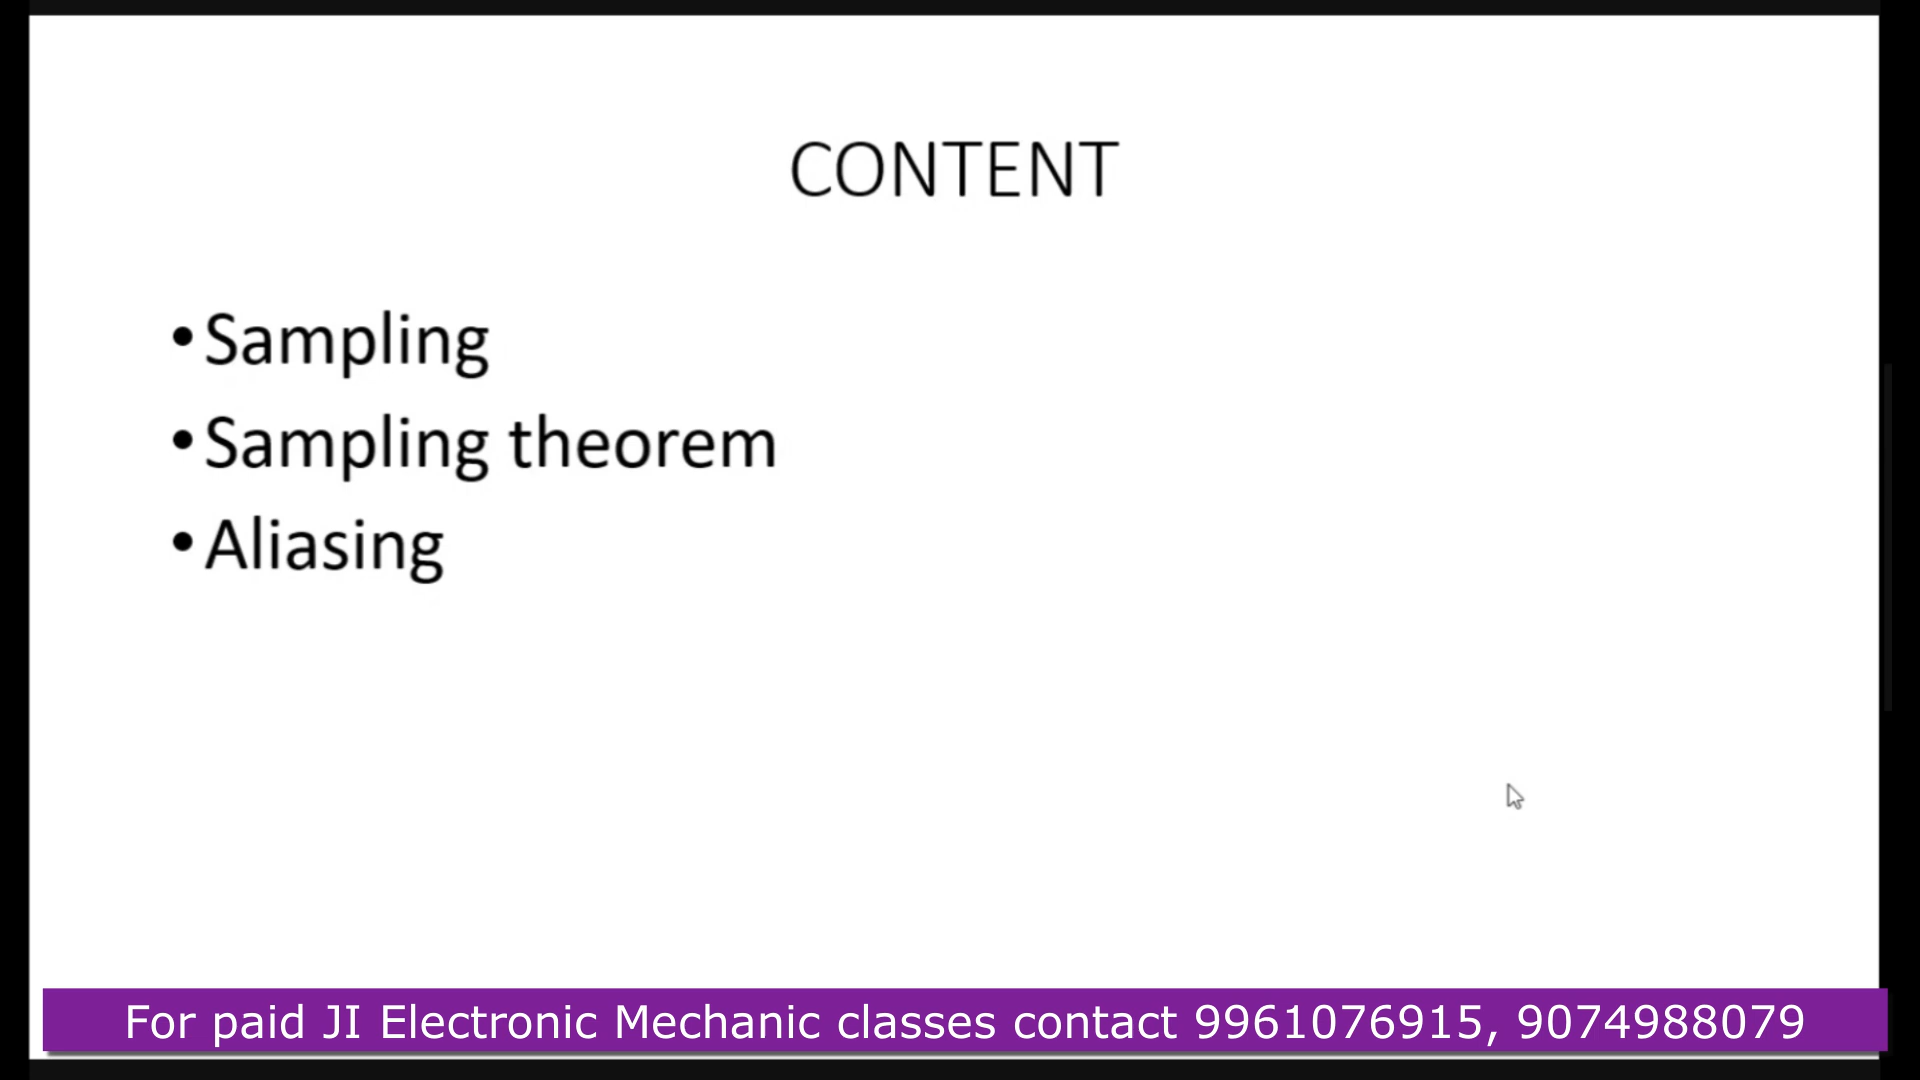 CONTENT
•Sampling
•Sampling theorem
•Aliasing
For paid JI Electronic Mechanic classes contact 9961076915, 9074988079